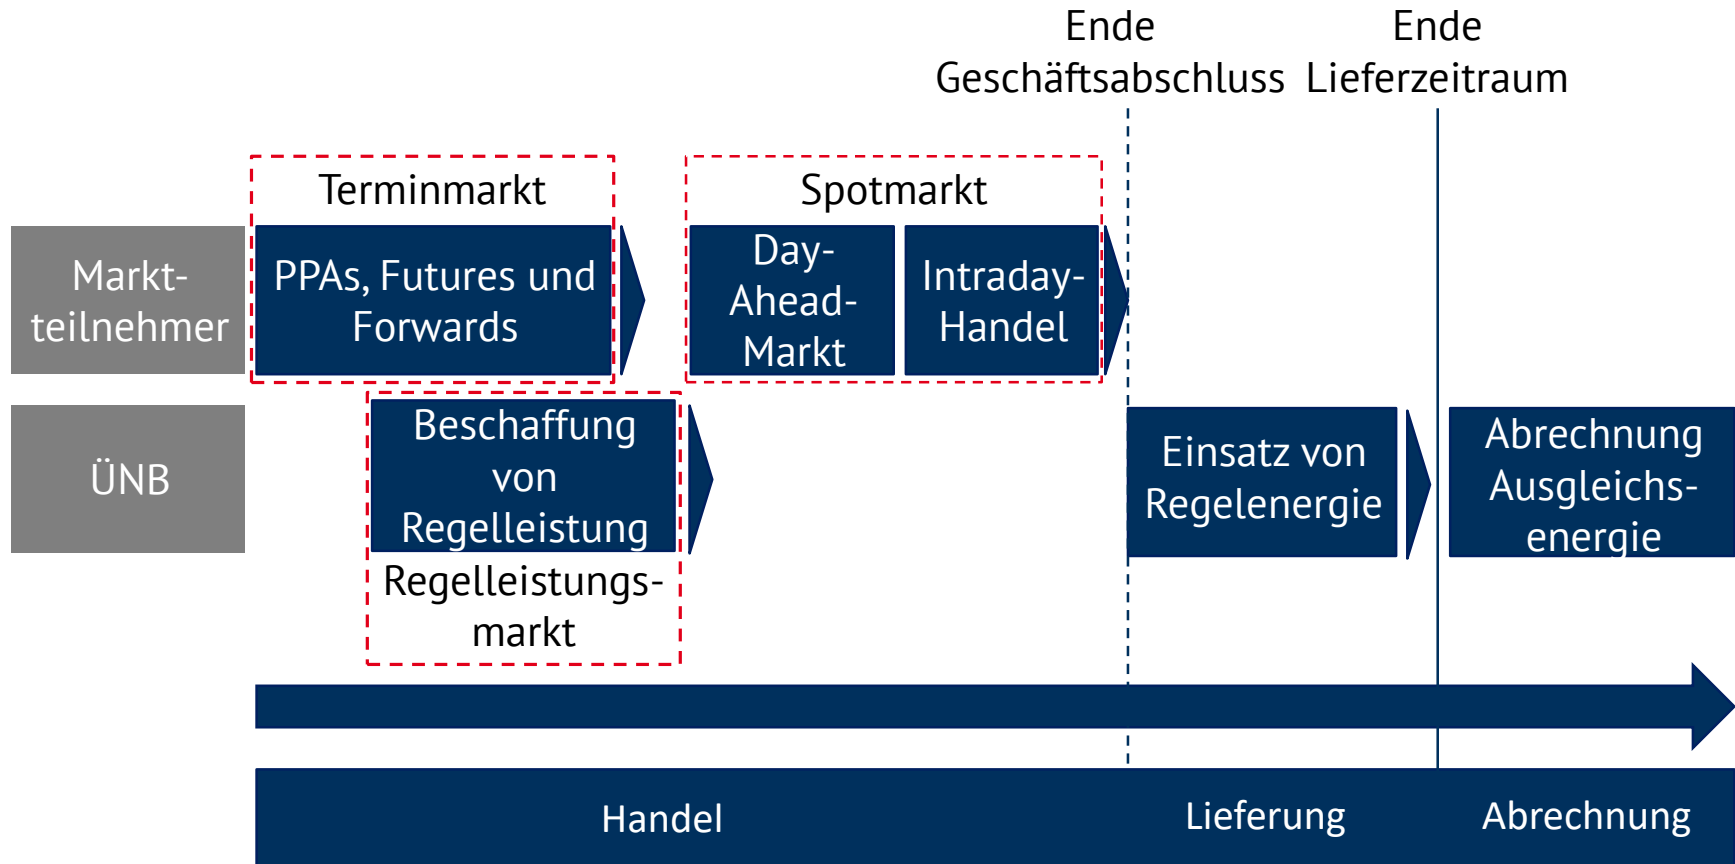 Ende
Geschäftsabschluss
Ende
Lieferzeitraum
Terminmarkt
Spotmarkt
Markt-
teilnehmer
PPAs, Futures und
Forwards
Day-
Ahead-
Markt
Intraday-
Handel
ÜNB
Beschaffung
von
Regelleistung
Regelleistungs-
markt
Einsatz von
Regelenergie
Abrechnung
Ausgleichs-
energie
Handel
Lieferung
Abrechnung